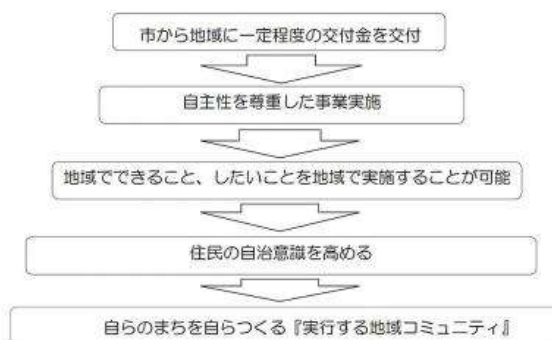 市から地域に一定程度の交付金を交付
自主性を尊重した事業実施
地域でできること、したいことを地域で実施することが可能
住民の自治意識を高める
自らのまちを自らつくる『実行する地域コミュニティ』